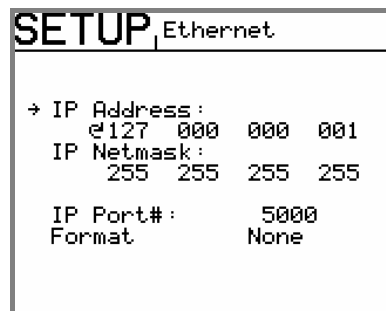 SETUP Ethernet
→ IP Address:
127 000 000 001
IP Netmask:
255 255 255 255
IP Port#: 5000
Format None